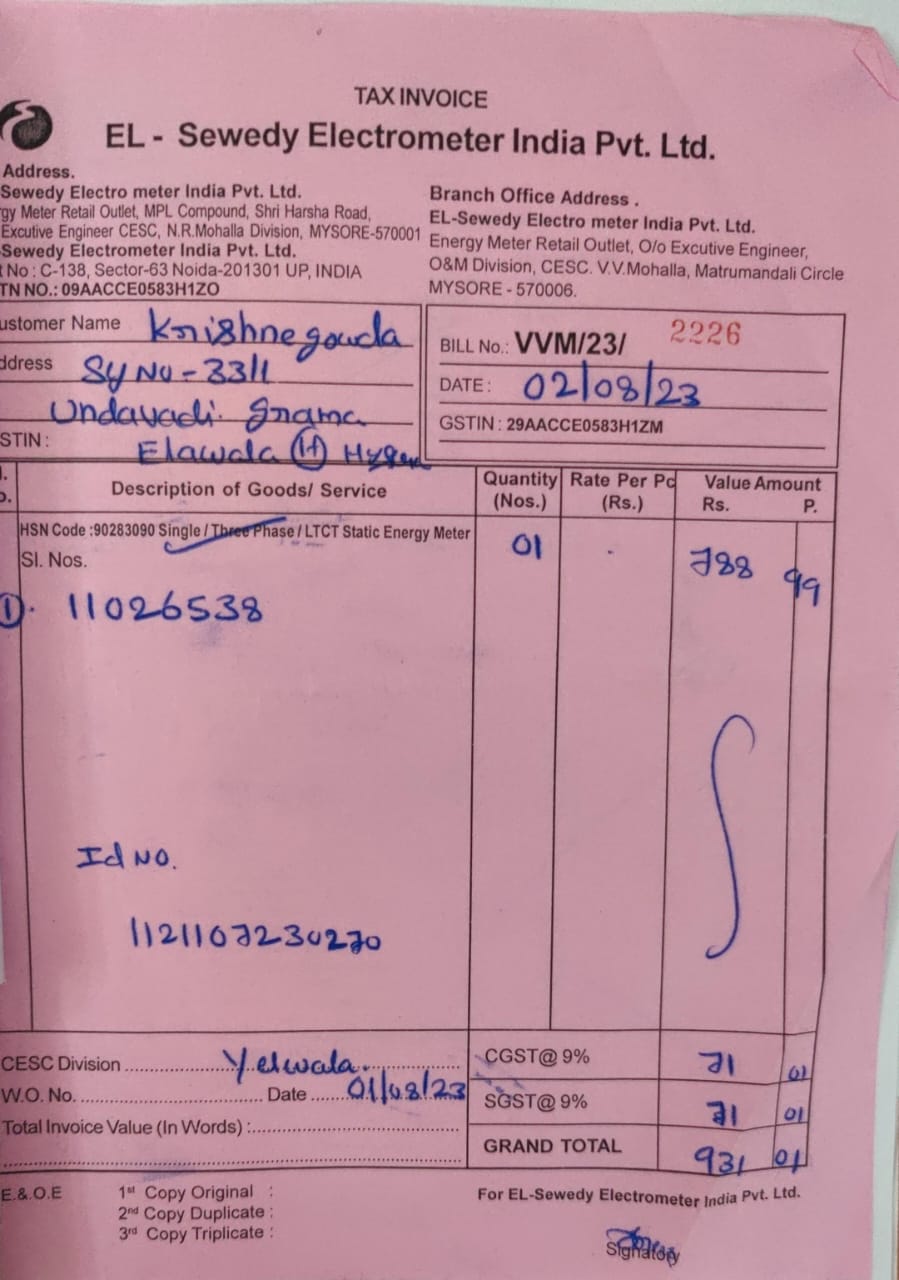 TAX INVOICE
EL - Sewedy Electrometer India Pvt. Ltd.
Address.
Sewedy Electro meter India Pvt. Ltd.
gy Meter Retail Outlet, MPL Compound, Shri Harsha Road,
Excutive Engineer CESC, N.R.Mohalla Division, MYSORE-570001
Sewedy Electrometer India Pvt. Ltd.
t No : C-138, Sector-63 Noida-201301 UP, INDIA
TN NO.: 09AACCE0583H1ZO
Branch Office Address .
EL-Sewedy Electro meter India Pvt. Ltd.
Energy Meter Retail Outlet, O/o Excutive Engineer,
O&M Division, CESC. V.V.Mohalla, Matrumandali Circle
MYSORE - 570006.
ustomer Name Krishnegowda
ddress Sy No - 33/1
Undavadi. Grama
STIN : Elawala (H)
BILL No.: VVM/23/ 2226
DATE : 02/08/23
GSTIN : 29AACCE0583H1ZM
Description of Goods/ Service Quantity (Nos.) Rate Per Pc (Rs.) Value Amount Rs. P.
HSN Code :90283090 Single / Three Phase / LTCT Static Energy Meter 01 788 99
Sl. Nos.
1. 11026538
Id No.
1121107230270
CESC Division Yelwala. CGST@ 9% 71 01
W.O. No. Date 01/08/23 SGST@ 9% 71 01
Total Invoice Value (In Words) : GRAND TOTAL 931 01
E.&.O.E 1st Copy Original :
2nd Copy Duplicate :
3rd Copy Triplicate :
For EL-Sewedy Electrometer India Pvt. Ltd.
Signatory